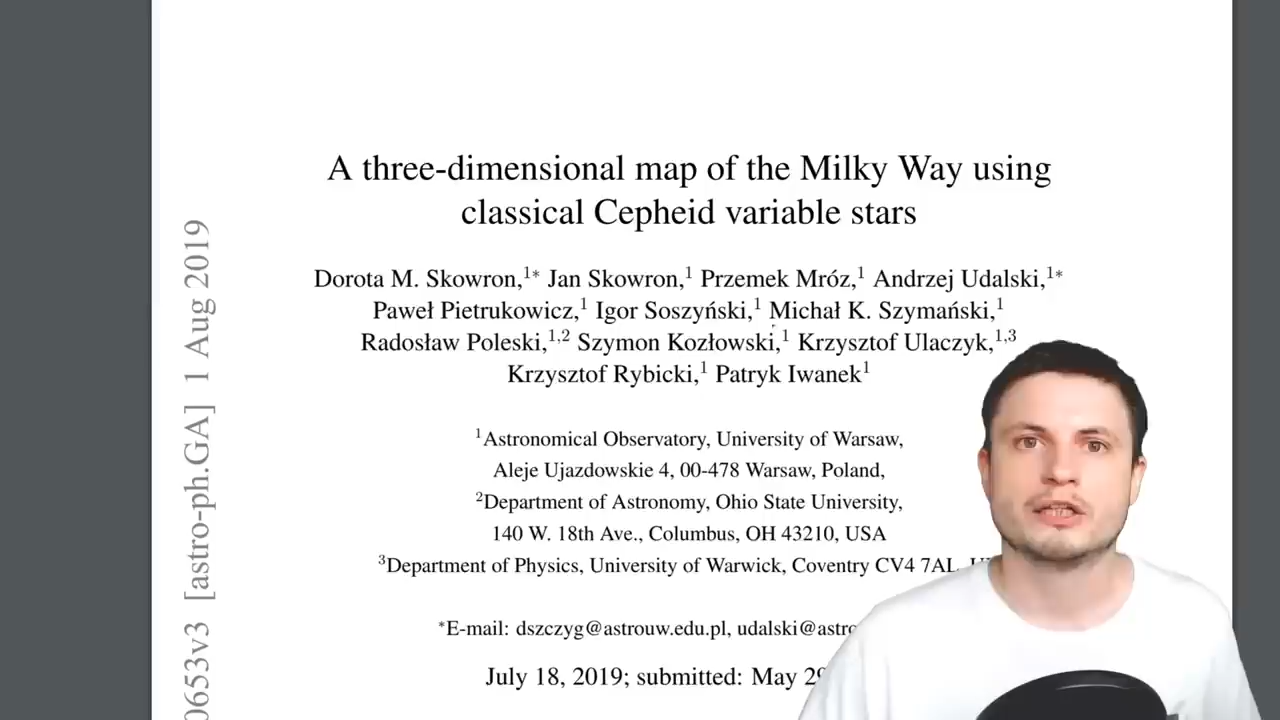 A three-dimensional map of the Milky Way using
classical Cepheid variable stars
Dorota M. Skowron,¹* Jan Skowron,¹ Przemek Mróz,¹ Andrzej Udalski,¹*
Paweł Pietrukowicz,¹ Igor Soszyński,¹ Michał K. Szymański,¹
Radosław Poleski,¹,² Szymon Kozłowski,¹ Krzysztof Ulaczyk,¹,³
Krzysztof Rybicki,¹ Patryk Iwanek¹
¹Astronomical Observatory, University of Warsaw,
Aleje Ujazdowskie 4, 00-478 Warsaw, Poland,
²Department of Astronomy, Ohio State University,
140 W. 18th Ave., Columbus, OH 43210, USA
³Department of Physics, University of Warwick, Coventry CV4 7AL,
*E-mail: dszczyg@astrouw.edu.pl, udalski@astro
July 18, 2019; submitted: May 29
0653v3 [astro-ph.GA] 1 Aug 2019